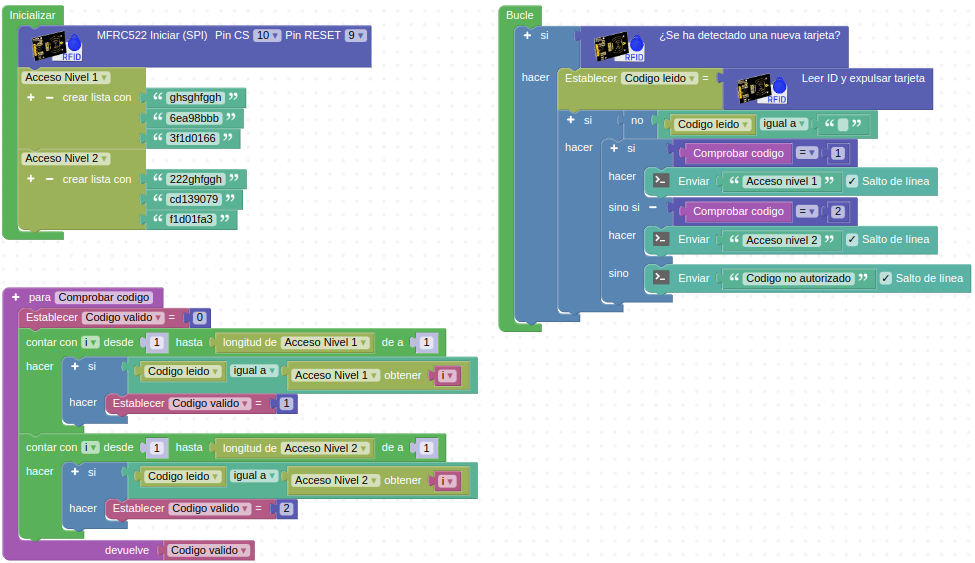 Inicializar
RFID MFRC522 Iniciar (SPI) Pin CS 10 Pin RESET 9
Acceso Nivel 1
+ − crear lista con “ ghsghfggh ”
“ 6ea98bbb ”
“ 3f1d0166 ”
Acceso Nivel 2
+ − crear lista con “ 222ghfggh ”
“ cd139079 ”
“ f1d01fa3 ”
+ para Comprobar codigo
Establecer Codigo valido = 0
contar con i desde 1 hasta longitud de Acceso Nivel 1 de a 1
hacer + si Codigo leido igual a Acceso Nivel 1 obtener i
hacer Establecer Codigo valido = 1
contar con i desde 1 hasta longitud de Acceso Nivel 2 de a 1
hacer + si Codigo leido igual a Acceso Nivel 2 obtener i
hacer Establecer Codigo valido = 2
devuelve Codigo valido
Bucle
+ si RFID ¿Se ha detectado una nueva tarjeta?
hacer Establecer Codigo leido = RFID Leer ID y expulsar tarjeta
+ si no Codigo leido igual a “ ”
hacer + si Comprobar codigo = 1
hacer Enviar “ Acceso nivel 1 ” ✓ Salto de línea
sino si − Comprobar codigo = 2
hacer Enviar “ Acceso nivel 2 ” ✓ Salto de línea
sino Enviar “ Codigo no autorizado ” ✓ Salto de línea